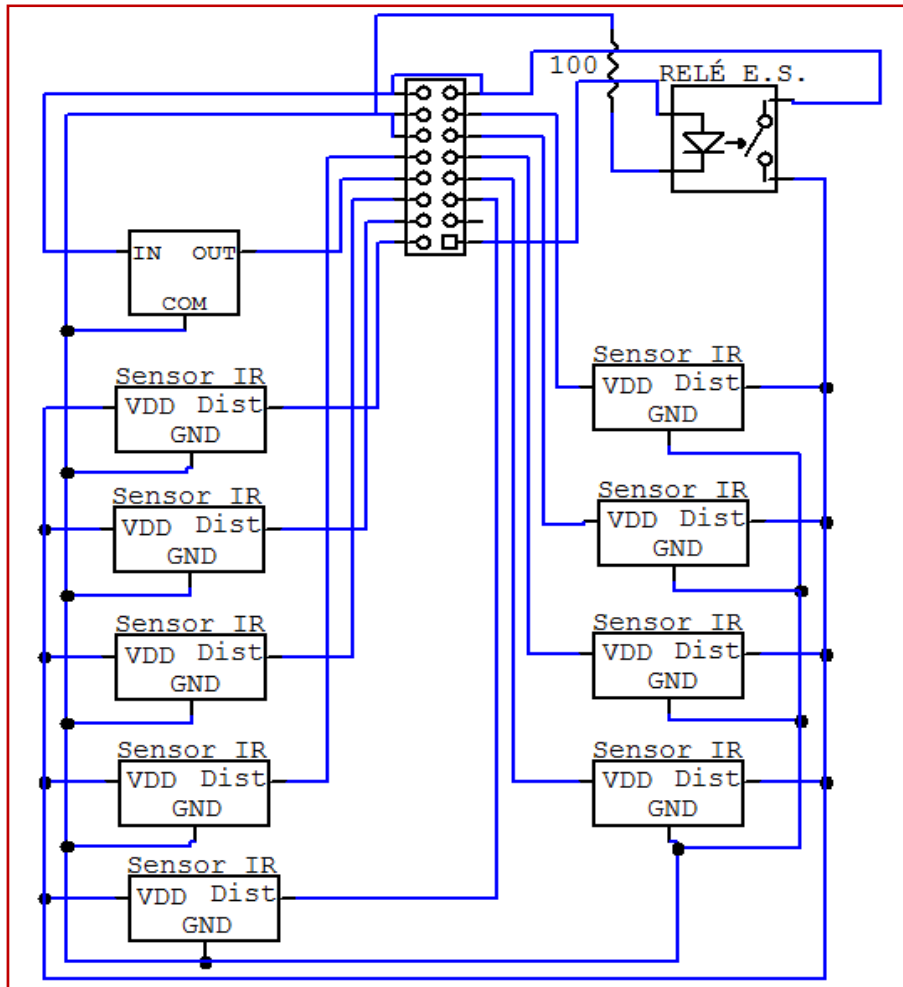 100
RELÉ E.S.
IN OUT
COM
Sensor IR
VDD Dist
GND
Sensor IR
VDD Dist
GND
Sensor IR
VDD Dist
GND
Sensor IR
VDD Dist
GND
Sensor IR
VDD Dist
GND
Sensor IR
VDD Dist
GND
Sensor IR
VDD Dist
GND
Sensor IR
VDD Dist
GND
Sensor IR
VDD Dist
GND